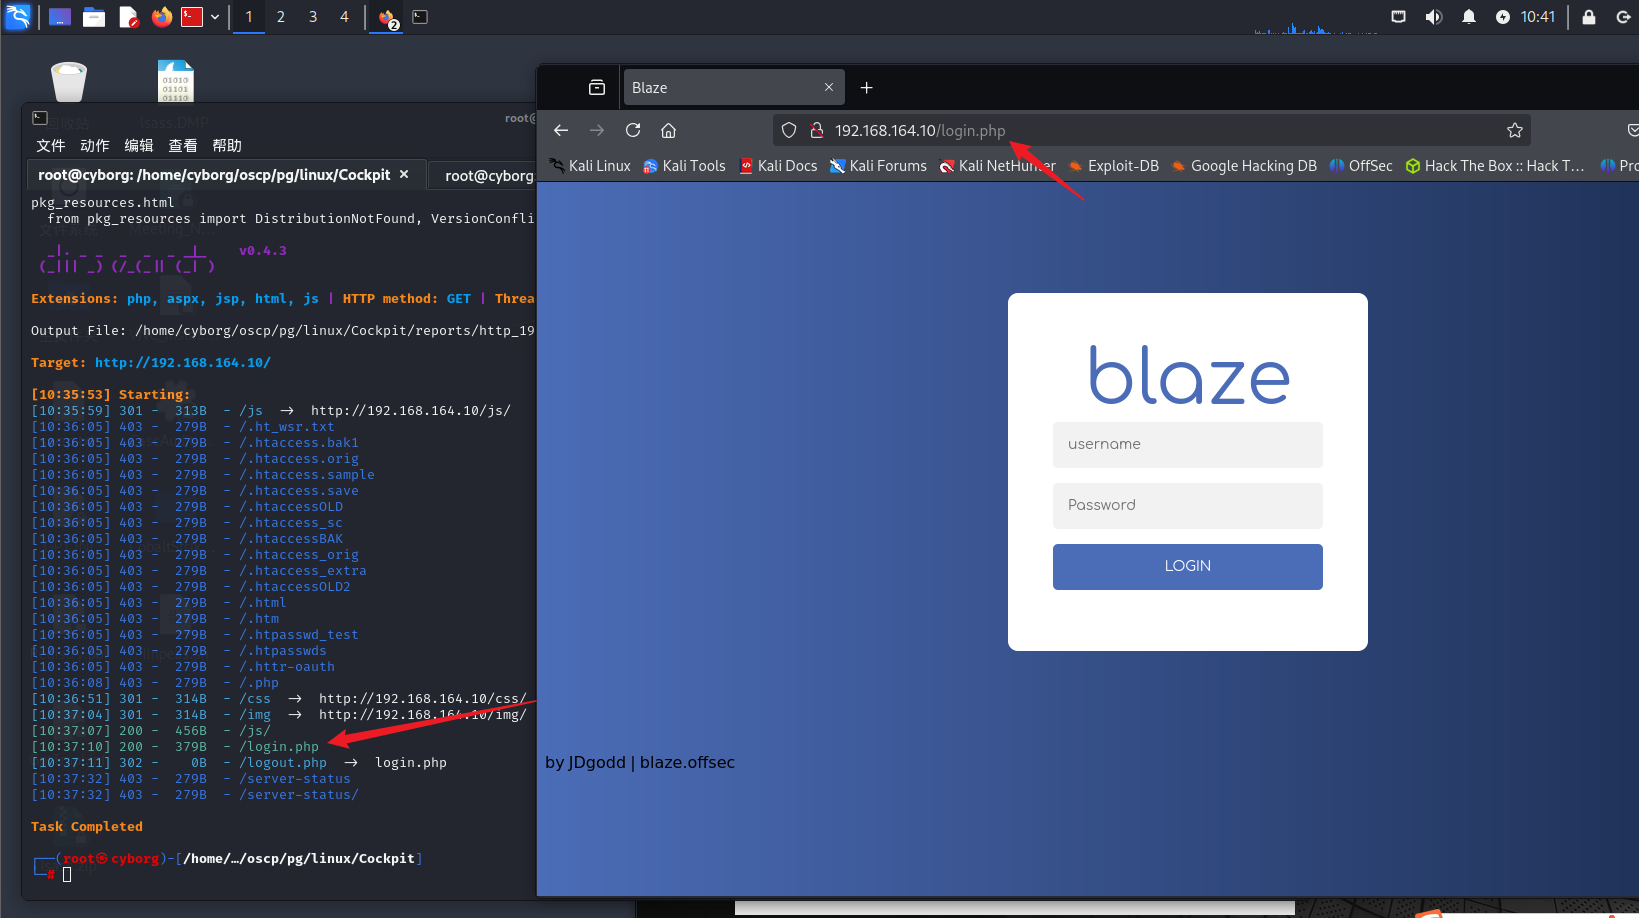 1 2 3 4
2
10:41
回收站
lsass.DMP
root@
文件 动作 编辑 查看 帮助
root@cyborg: /home/cyborg/oscp/pg/linux/Cockpit ×
root@cyborg:
pkg_resources.html
from pkg_resources import DistributionNotFound, VersionConfli
v0.4.3
Extensions: php, aspx, jsp, html, js | HTTP method: GET | Threa
Output File: /home/cyborg/oscp/pg/linux/Cockpit/reports/http_19
Target: http://192.168.164.10/
[10:35:53] Starting:
[10:35:59] 301 - 313B - /js → http://192.168.164.10/js/
[10:36:05] 403 - 279B - /.ht_wsr.txt
[10:36:05] 403 - 279B - /.htaccess.bak1
[10:36:05] 403 - 279B - /.htaccess.orig
[10:36:05] 403 - 279B - /.htaccess.sample
[10:36:05] 403 - 279B - /.htaccess.save
[10:36:05] 403 - 279B - /.htaccessOLD
[10:36:05] 403 - 279B - /.htaccess_sc
[10:36:05] 403 - 279B - /.htaccessBAK
[10:36:05] 403 - 279B - /.htaccess_orig
[10:36:05] 403 - 279B - /.htaccess_extra
[10:36:05] 403 - 279B - /.htaccessOLD2
[10:36:05] 403 - 279B - /.html
[10:36:05] 403 - 279B - /.htm
[10:36:05] 403 - 279B - /.htpasswd_test
[10:36:05] 403 - 279B - /.htpasswds
[10:36:05] 403 - 279B - /.httr-oauth
[10:36:08] 403 - 279B - /.php
[10:36:51] 301 - 314B - /css → http://192.168.164.10/css/
[10:37:04] 301 - 314B - /img → http://192.168.164.10/img/
[10:37:07] 200 - 456B - /js/
[10:37:10] 200 - 379B - /login.php
[10:37:11] 302 - 0B - /logout.php → login.php
[10:37:32] 403 - 279B - /server-status
[10:37:32] 403 - 279B - /server-status/
Task Completed
(root㉿cyborg)-[/home/…/oscp/pg/linux/Cockpit]
#
Blaze
192.168.164.10/login.php
Kali Linux Kali Tools Kali Docs Kali Forums Kali NetHunter Exploit-DB Google Hacking DB OffSec Hack The Box :: Hack T… Pro
blaze
username
Password
LOGIN
by JDgodd | blaze.offsec